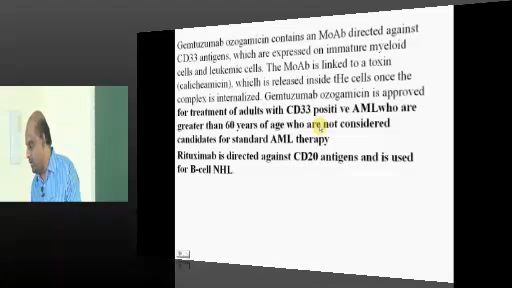 Gemtuzumab ozogamicin contains an MoAb directed against
CD33 antigens, which are expressed on immature myeloid
cells and leukemic cells. The MoAb is linked to a toxin
(calicheamicin), which is released inside tHe cells once the
complex is internalized. Gemtuzumab ozogamicin is approved
for treatment of adults with CD33 positi ve AMLwho are
greater than 60 years of age who are not considered
candidates for standard AML therapy
Rituximab is directed against CD20 antigens and is used
for B-cell NHL